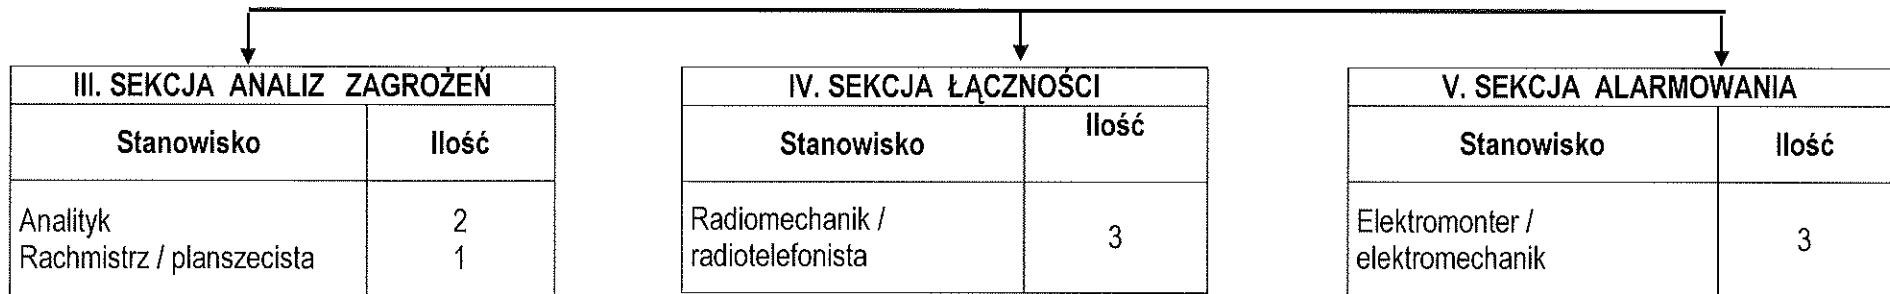 III. SEKCJA ANALIZ ZAGROŻEŃ
Stanowisko Ilość
Analityk 2
Rachmistrz / planszecista 1
IV. SEKCJA ŁĄCZNOŚCI
Stanowisko Ilość
Radiomechanik /
radiotelefonista 3
V. SEKCJA ALARMOWANIA
Stanowisko Ilość
Elektromonter /
elektromechanik 3